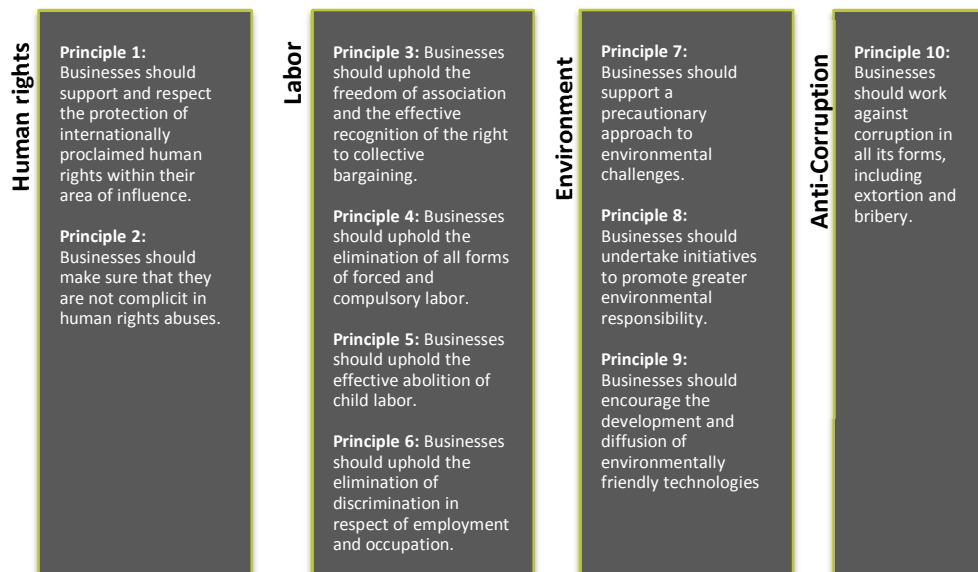 Human rights
Principle 1:
Businesses should
support and respect
the protection of
internationally
proclaimed human
rights within their
area of influence.
Principle 2:
Businesses should
make sure that they
are not complicit in
human rights abuses.
Labor
Principle 3: Businesses
should uphold the
freedom of association
and the effective
recognition of the right
to collective
bargaining.
Principle 4: Businesses
should uphold the
elimination of all forms
of forced and
compulsory labor.
Principle 5: Businesses
should uphold the
effective abolition of
child labor.
Principle 6: Businesses
should uphold the
elimination of
discrimination in
respect of employment
and occupation.
Environment
Principle 7:
Businesses should
support a
precautionary
approach to
environmental
challenges.
Principle 8:
Businesses should
undertake initiatives
to promote greater
environmental
responsibility.
Principle 9:
Businesses should
encourage the
development and
diffusion of
environmentally
friendly technologies
Anti-Corruption
Principle 10:
Businesses
should work
against
corruption in
all its forms,
including
extortion and
bribery.